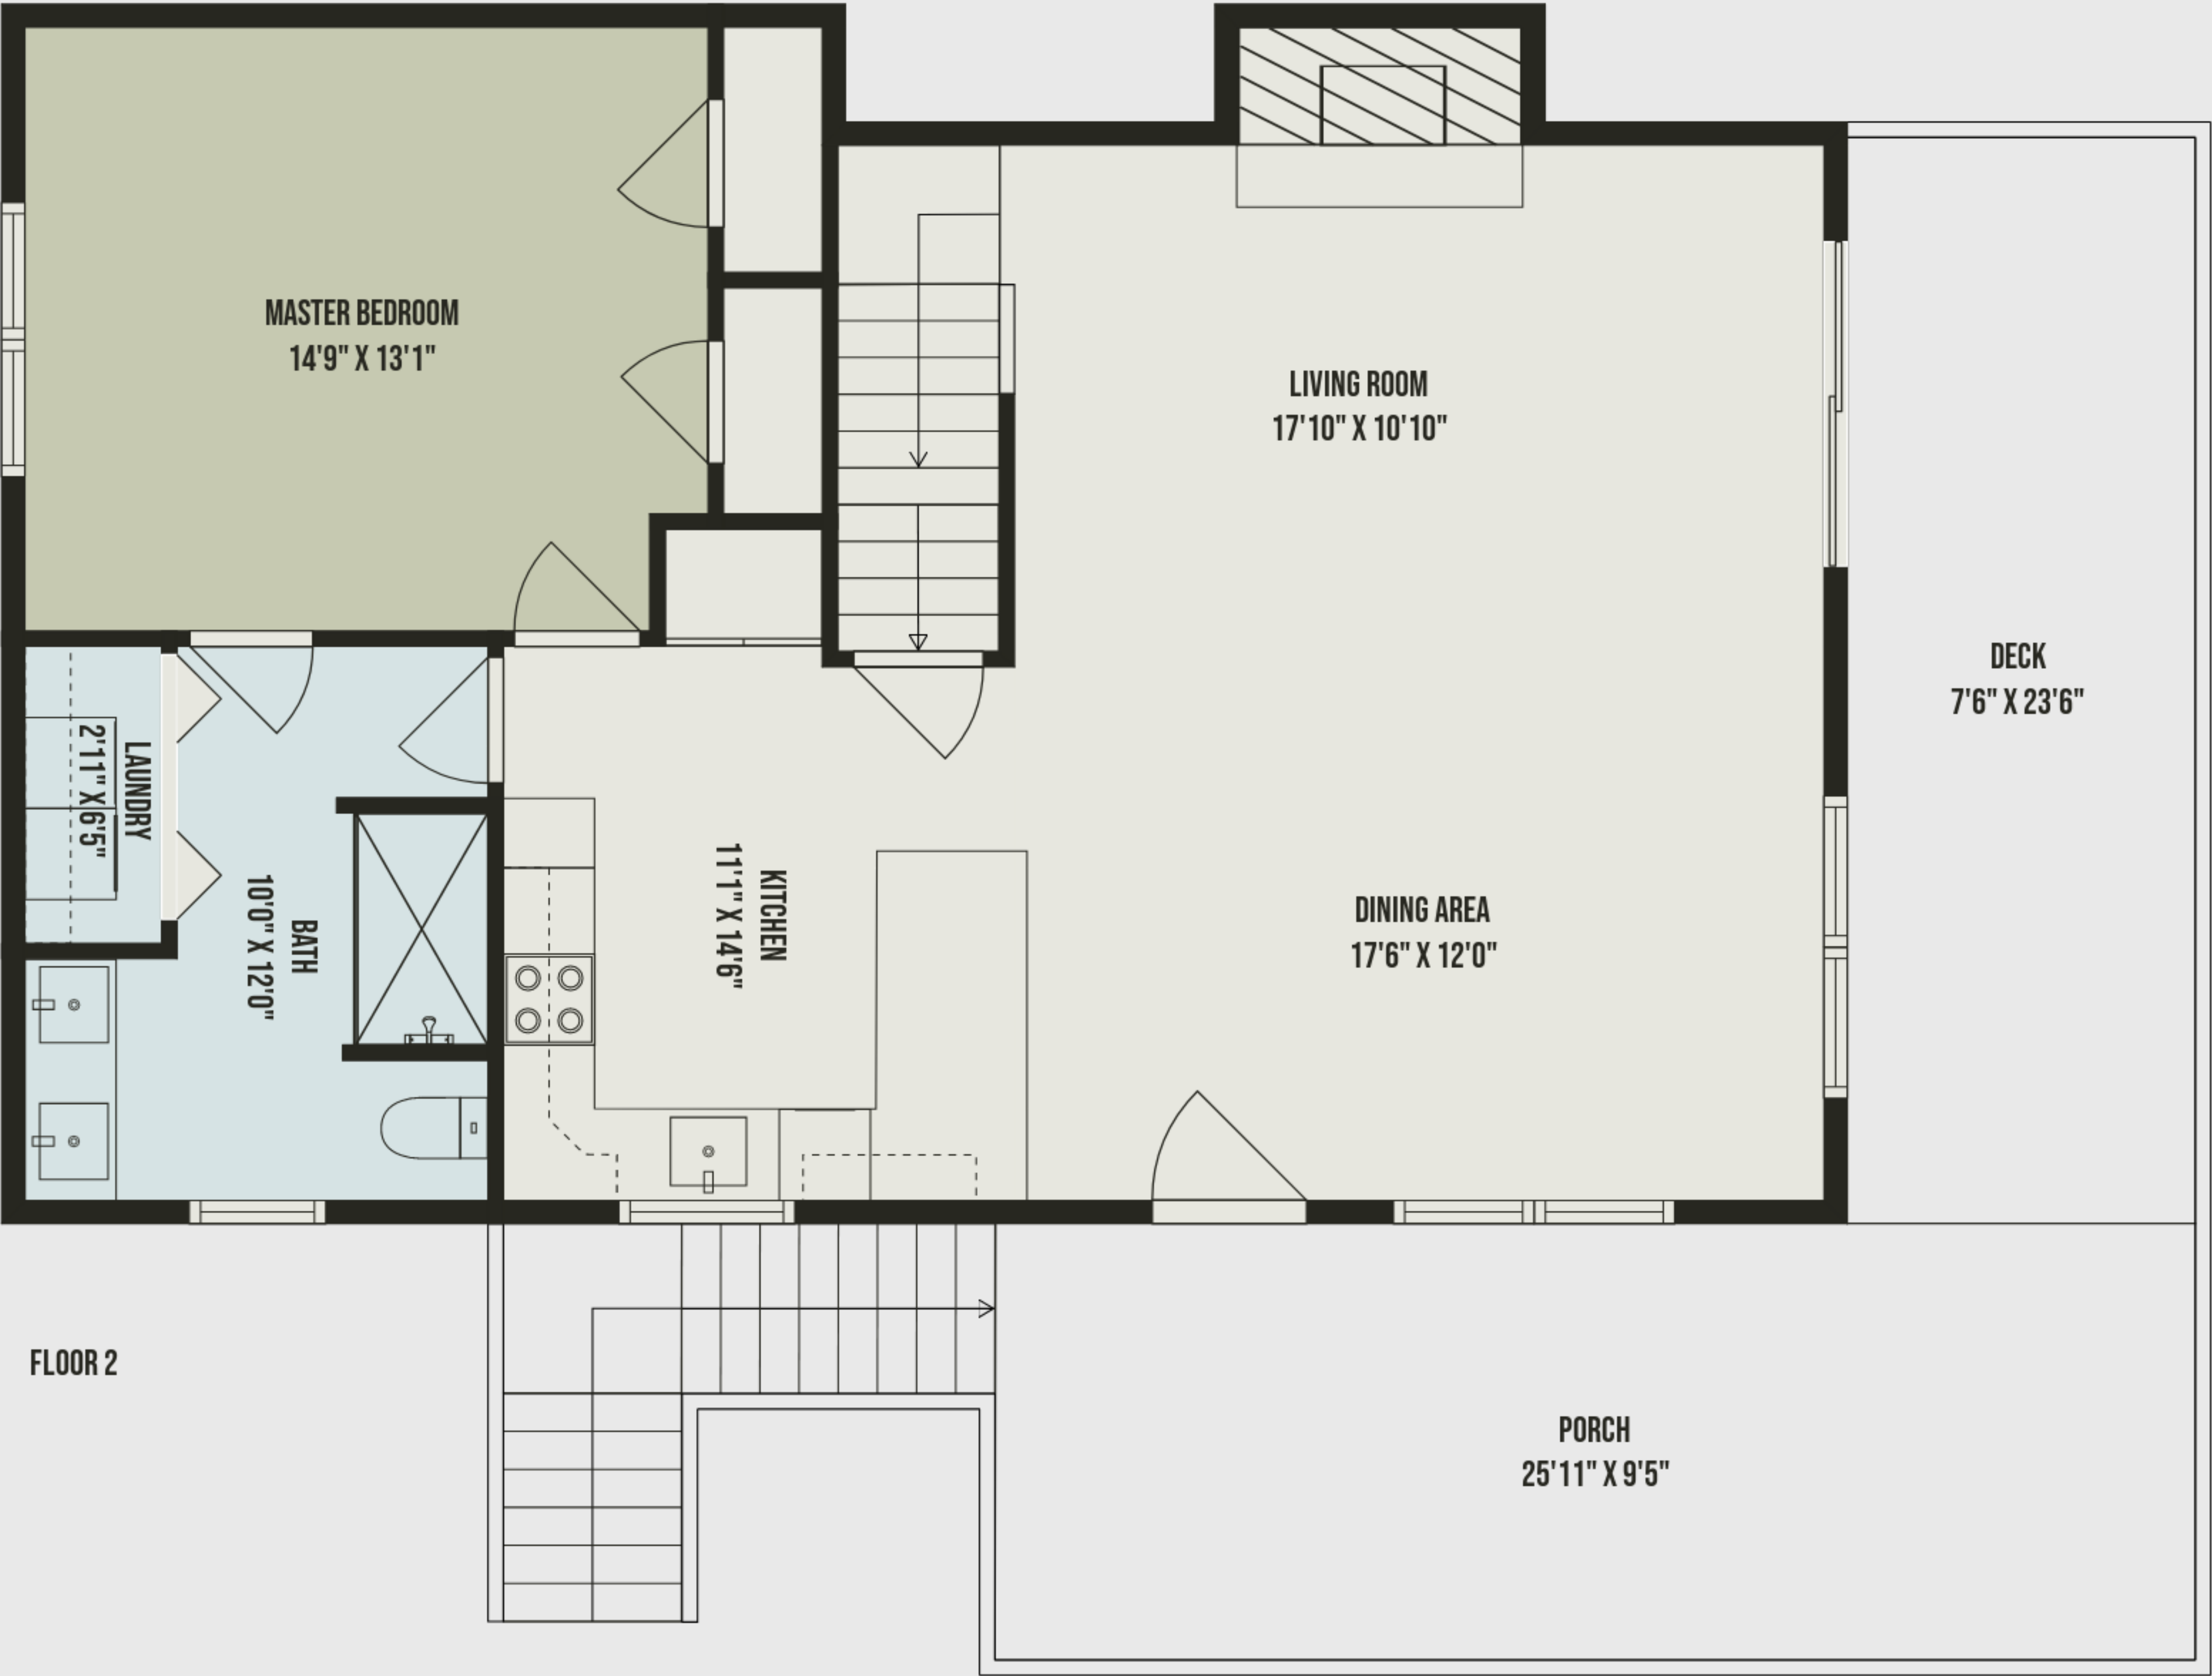 MASTER BEDROOM
14'9" X 13'1"
LIVING ROOM
17'10" X 10'10"
DECK
7'6" X 23'6"
LAUNDRY
2'11" X 6'5"
BATH
10'0" X 12'0"
KITCHEN
11'1" X 14'6"
DINING AREA
17'6" X 12'0"
FLOOR 2
PORCH
25'11" X 9'5"